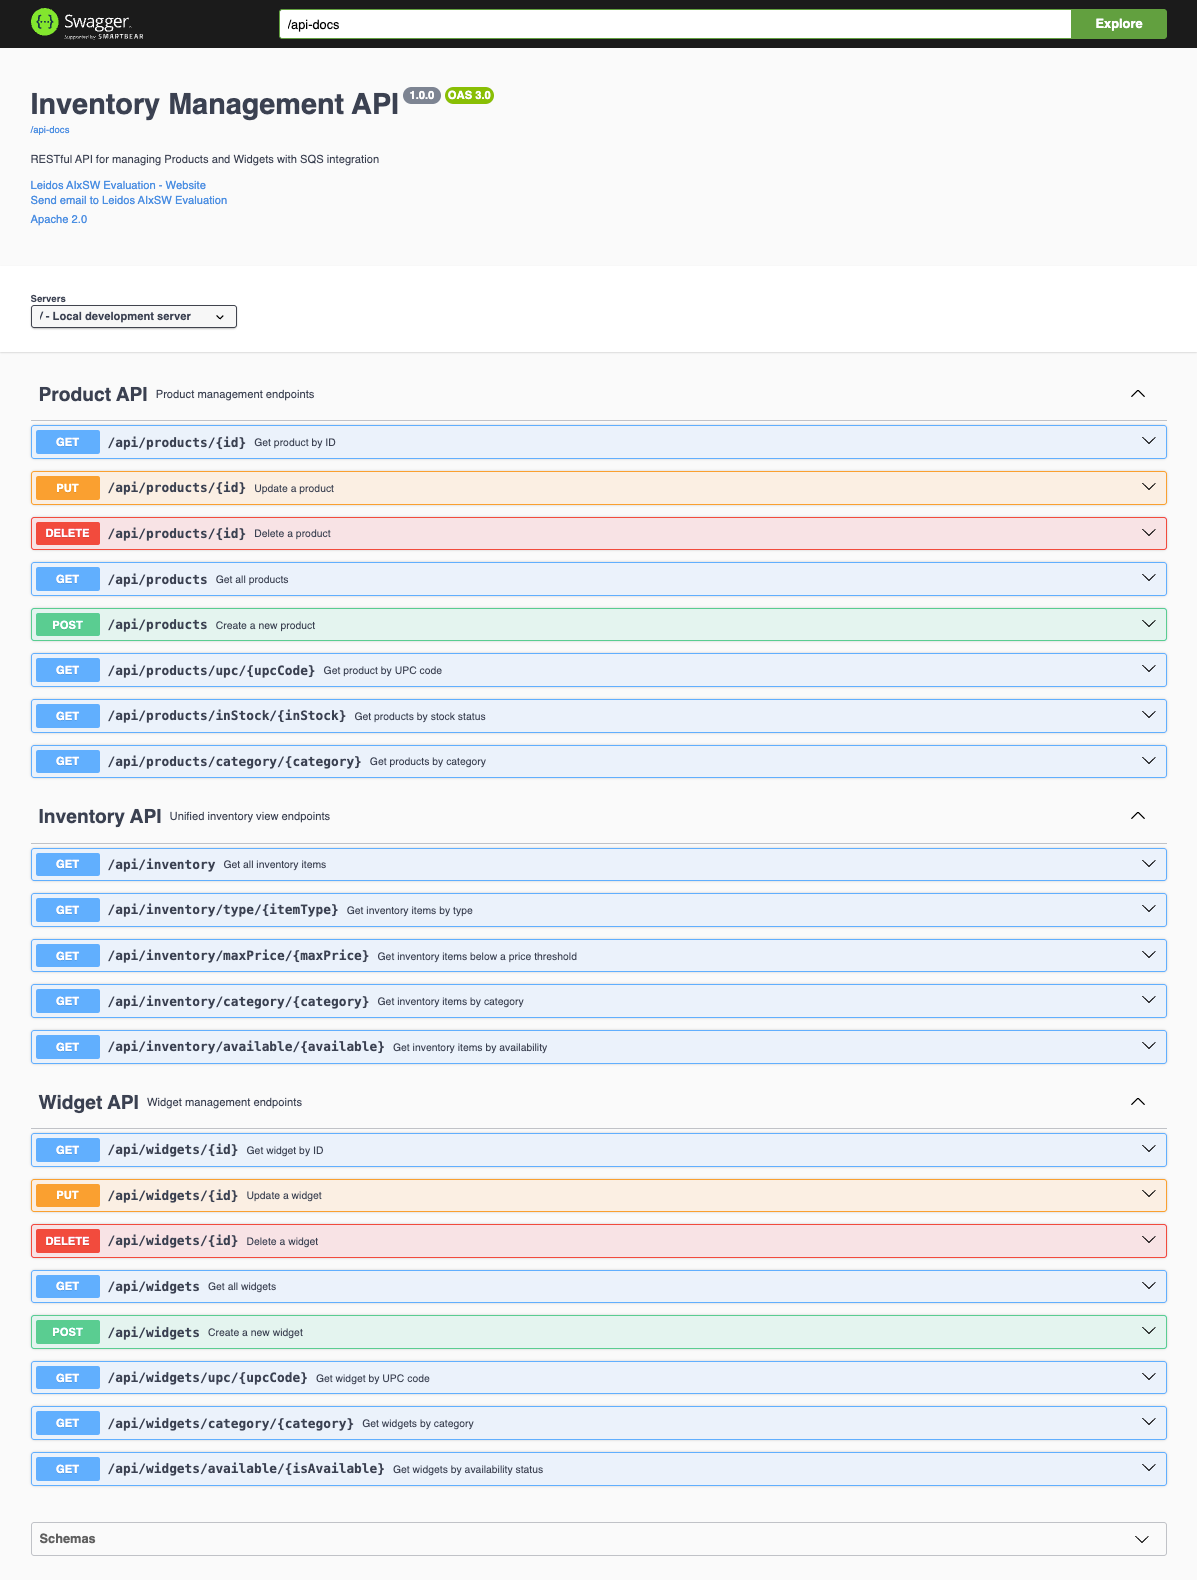 {···} Swagger.
Supported by SMARTBEAR
/api-docs
Explore
Inventory Management API 1.0.0 OAS 3.0
/api-docs
RESTful API for managing Products and Widgets with SQS integration
Leidos AIxSW Evaluation - Website
Send email to Leidos AIxSW Evaluation
Apache 2.0
Servers
/ - Local development server
Product API Product management endpoints
GET /api/products/{id} Get product by ID
PUT /api/products/{id} Update a product
DELETE /api/products/{id} Delete a product
GET /api/products Get all products
POST /api/products Create a new product
GET /api/products/upc/{upcCode} Get product by UPC code
GET /api/products/inStock/{inStock} Get products by stock status
GET /api/products/category/{category} Get products by category
Inventory API Unified inventory view endpoints
GET /api/inventory Get all inventory items
GET /api/inventory/type/{itemType} Get inventory items by type
GET /api/inventory/maxPrice/{maxPrice} Get inventory items below a price threshold
GET /api/inventory/category/{category} Get inventory items by category
GET /api/inventory/available/{available} Get inventory items by availability
Widget API Widget management endpoints
GET /api/widgets/{id} Get widget by ID
PUT /api/widgets/{id} Update a widget
DELETE /api/widgets/{id} Delete a widget
GET /api/widgets Get all widgets
POST /api/widgets Create a new widget
GET /api/widgets/upc/{upcCode} Get widget by UPC code
GET /api/widgets/category/{category} Get widgets by category
GET /api/widgets/available/{isAvailable} Get widgets by availability status
Schemas